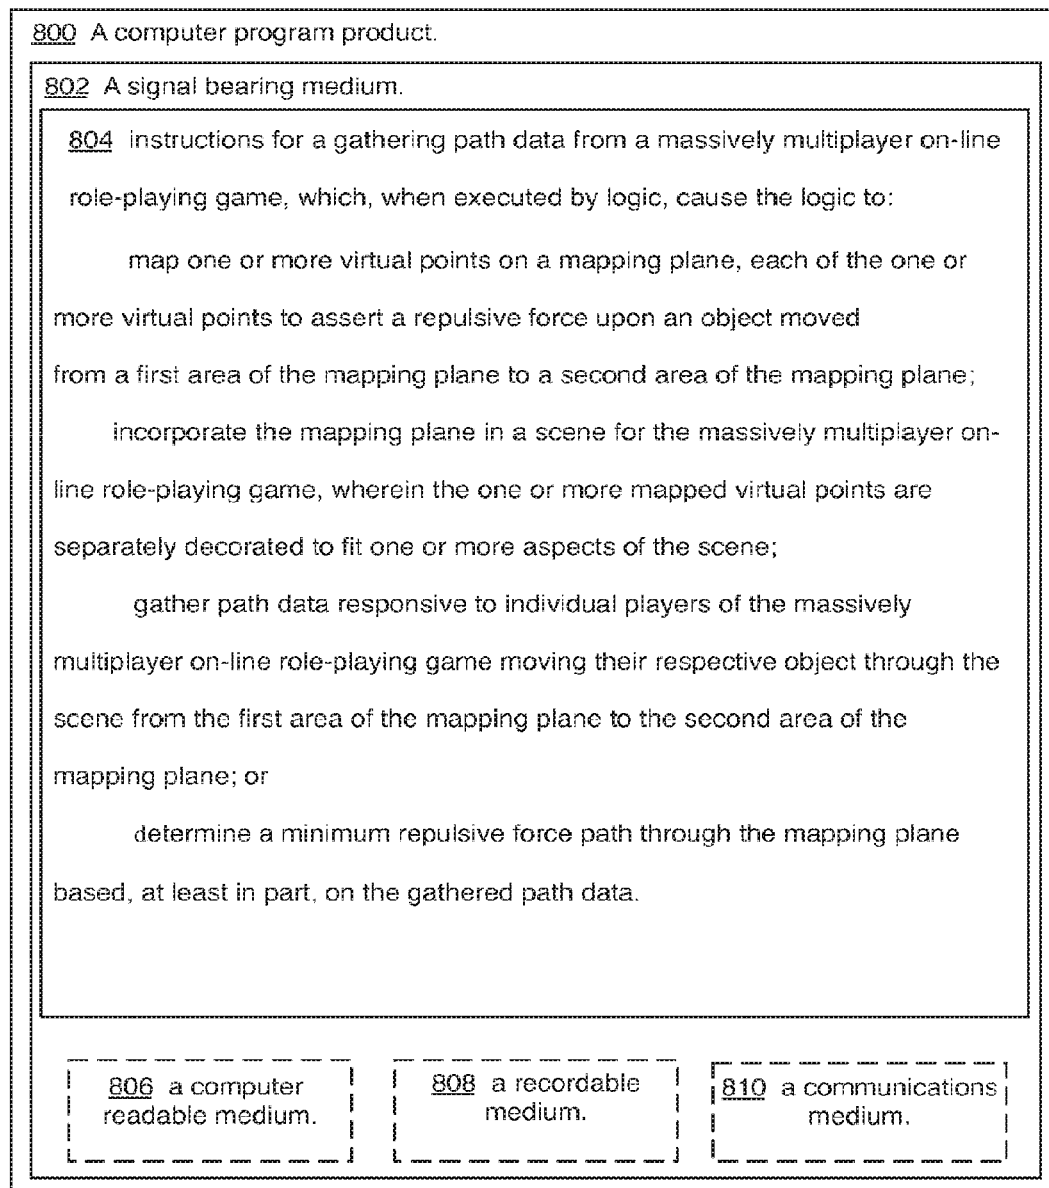 800 A computer program product.
802 A signal bearing medium.
804 instructions for a gathering path data from a massively multiplayer on-line
role-playing game, which, when executed by logic, cause the logic to:
map one or more virtual points on a mapping plane, each of the one or
more virtual points to assert a repulsive force upon an object moved
from a first area of the mapping plane to a second area of the mapping plane;
incorporate the mapping plane in a scene for the massively multiplayer on-
line role-playing game, wherein the one or more mapped virtual points are
separately decorated to fit one or more aspects of the scene;
gather path data responsive to individual players of the massively
multiplayer on-line role-playing game moving their respective object through the
scene from the first area of the mapping plane to the second area of the
mapping plane; or
determine a minimum repulsive force path through the mapping plane
based, at least in part, on the gathered path data.
806 a computer
readable medium.
808 a recordable
medium.
810 a communications
medium.